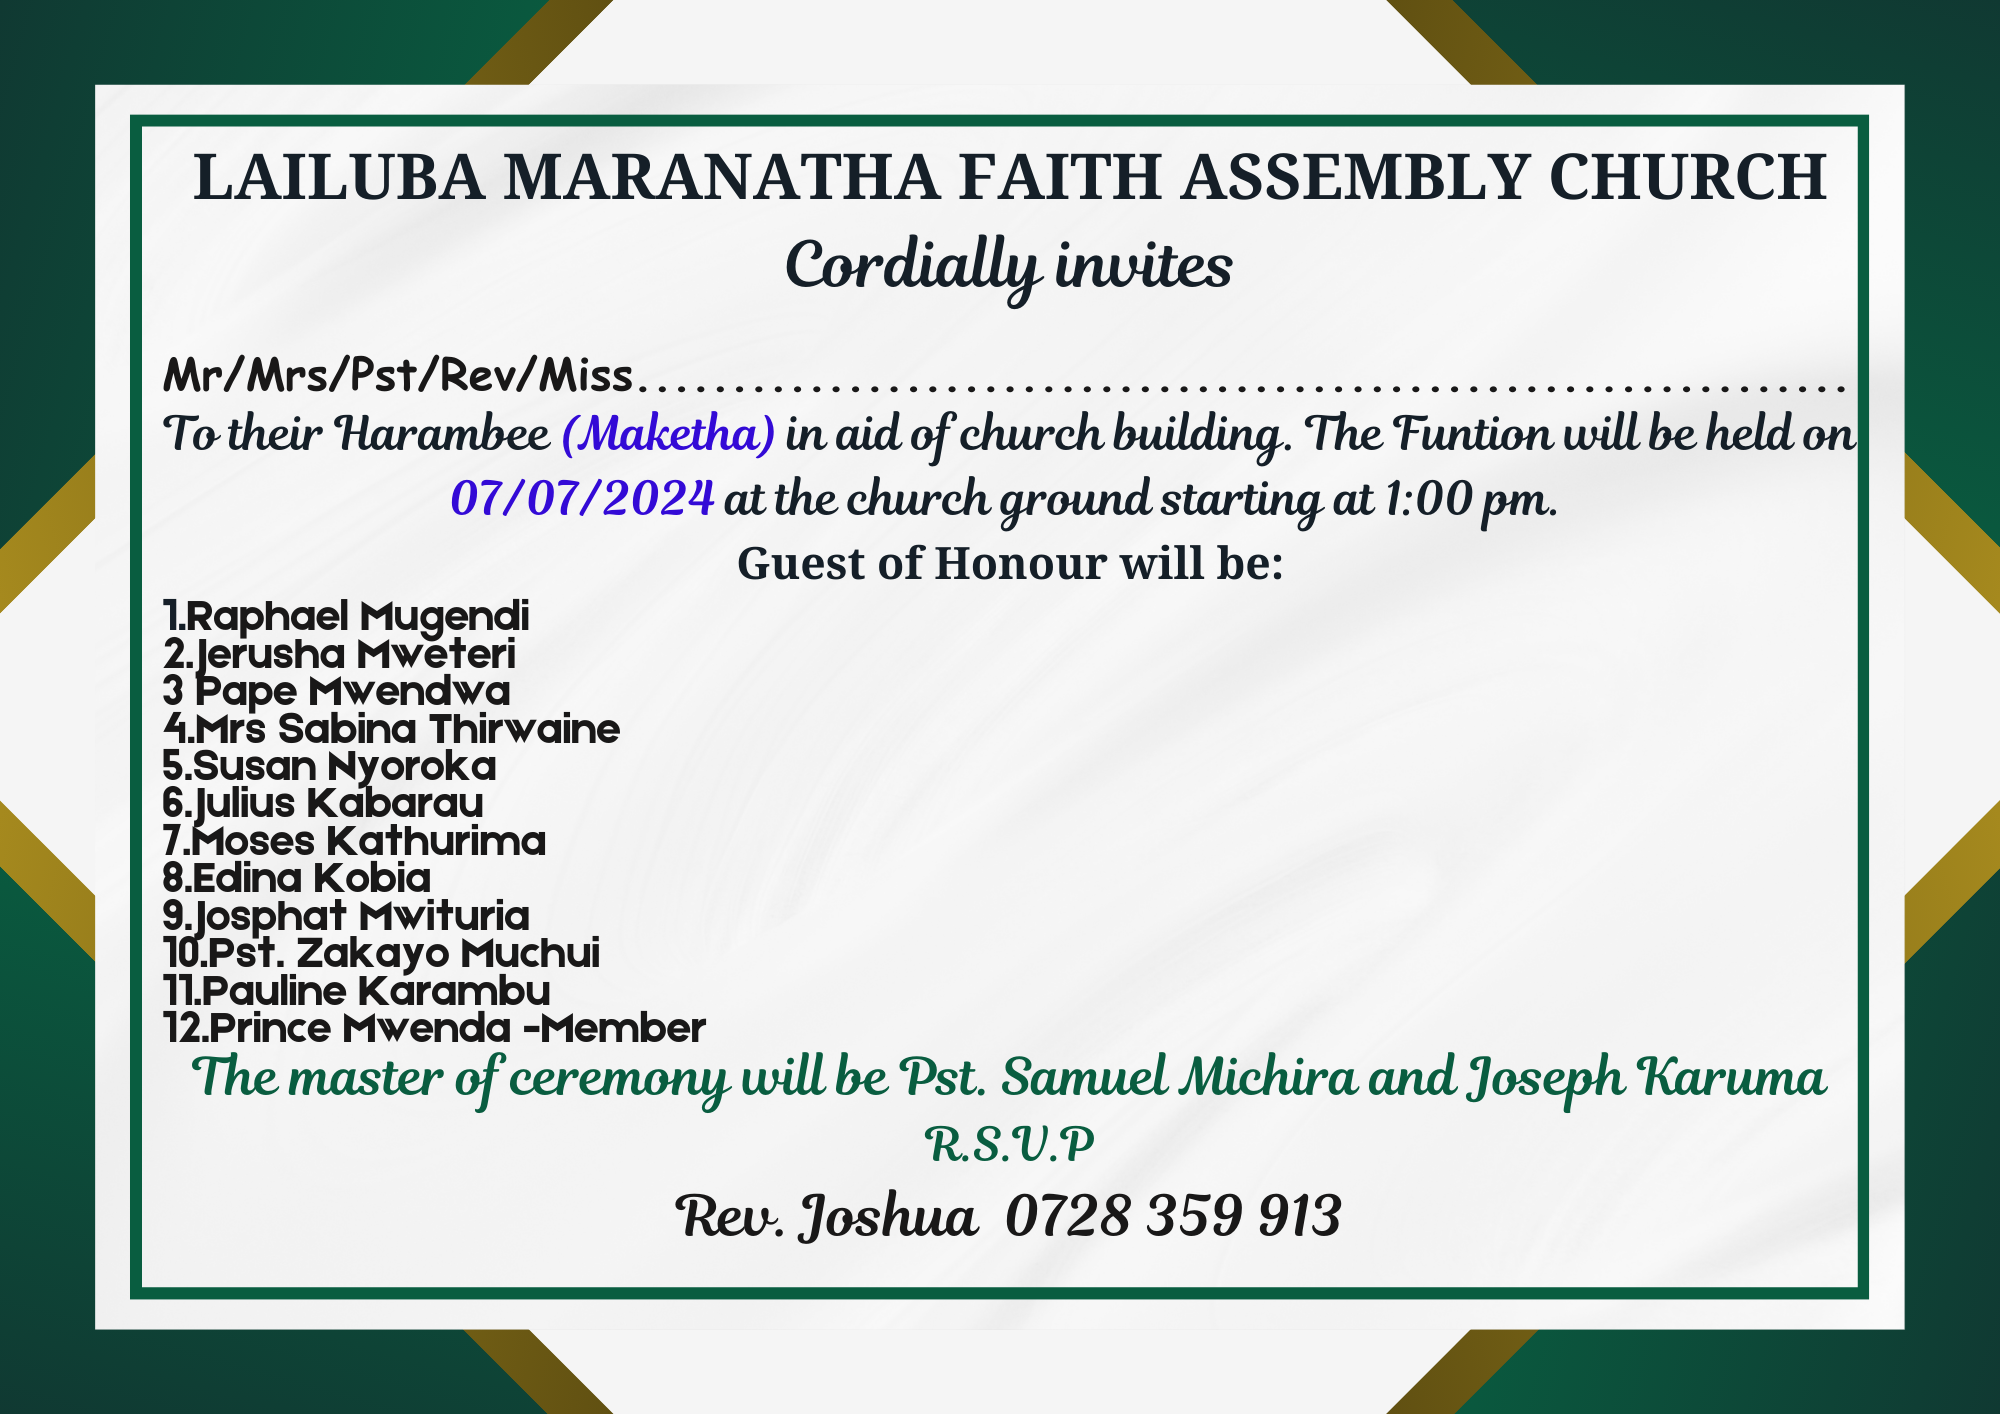 LAILUBA MARANATHA FAITH ASSEMBLY CHURCH
Cordially invites
Mr/Mrs/Pst/Rev/Miss...............................................................
To their Harambee (Maketha) in aid of church building. The Funtion will be held on
07/07/2024 at the church ground starting at 1:00 pm.
Guest of Honour will be:
1.Raphael Mugendi
2.Jerusha Mweteri
3 Pape Mwendwa
4.Mrs Sabina Thirwaine
5.Susan Nyoroka
6.Julius Kabarau
7.Moses Kathurima
8.Edina Kobia
9.Josphat Mwituria
10.Pst. Zakayo Muchui
11.Pauline Karambu
12.Prince Mwenda -Member
The master of ceremony will be Pst. Samuel Michira and Joseph Karuma
R.S.V.P
Rev. Joshua 0728 359 913